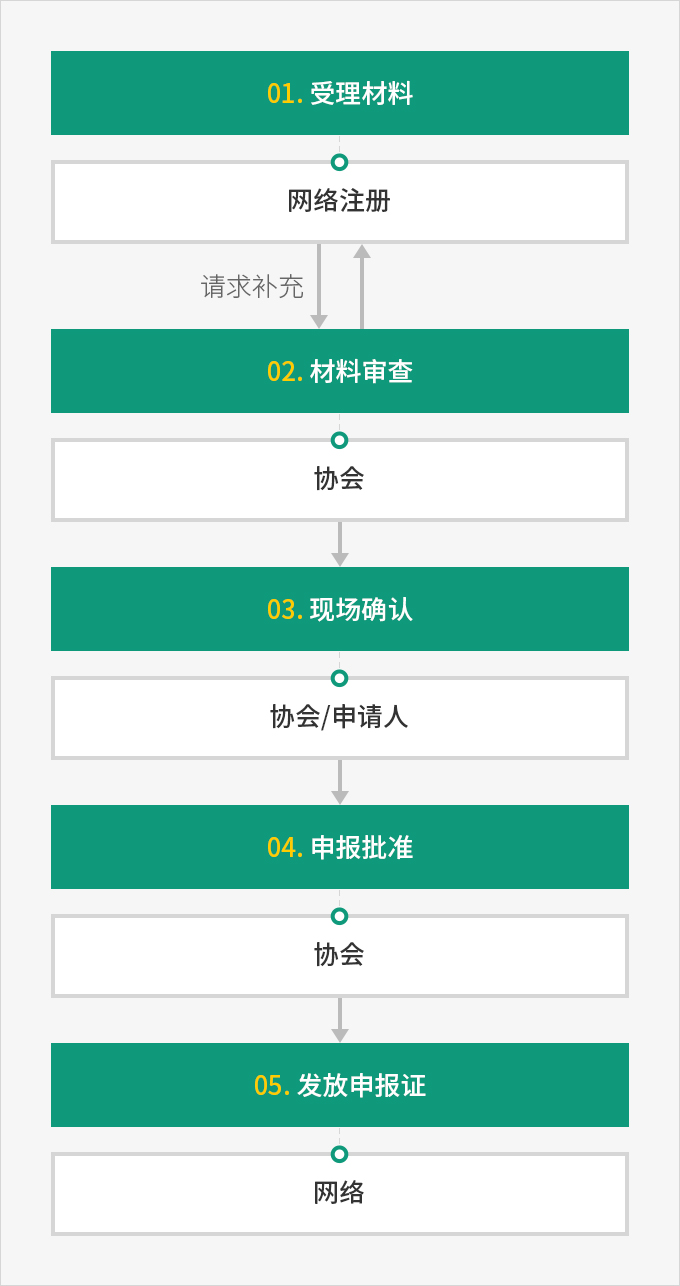 01. 受理材料
网络注册
请求补充
02. 材料审查
协会
03. 现场确认
协会/申请人
04. 申报批准
协会
05. 发放申报证
网络